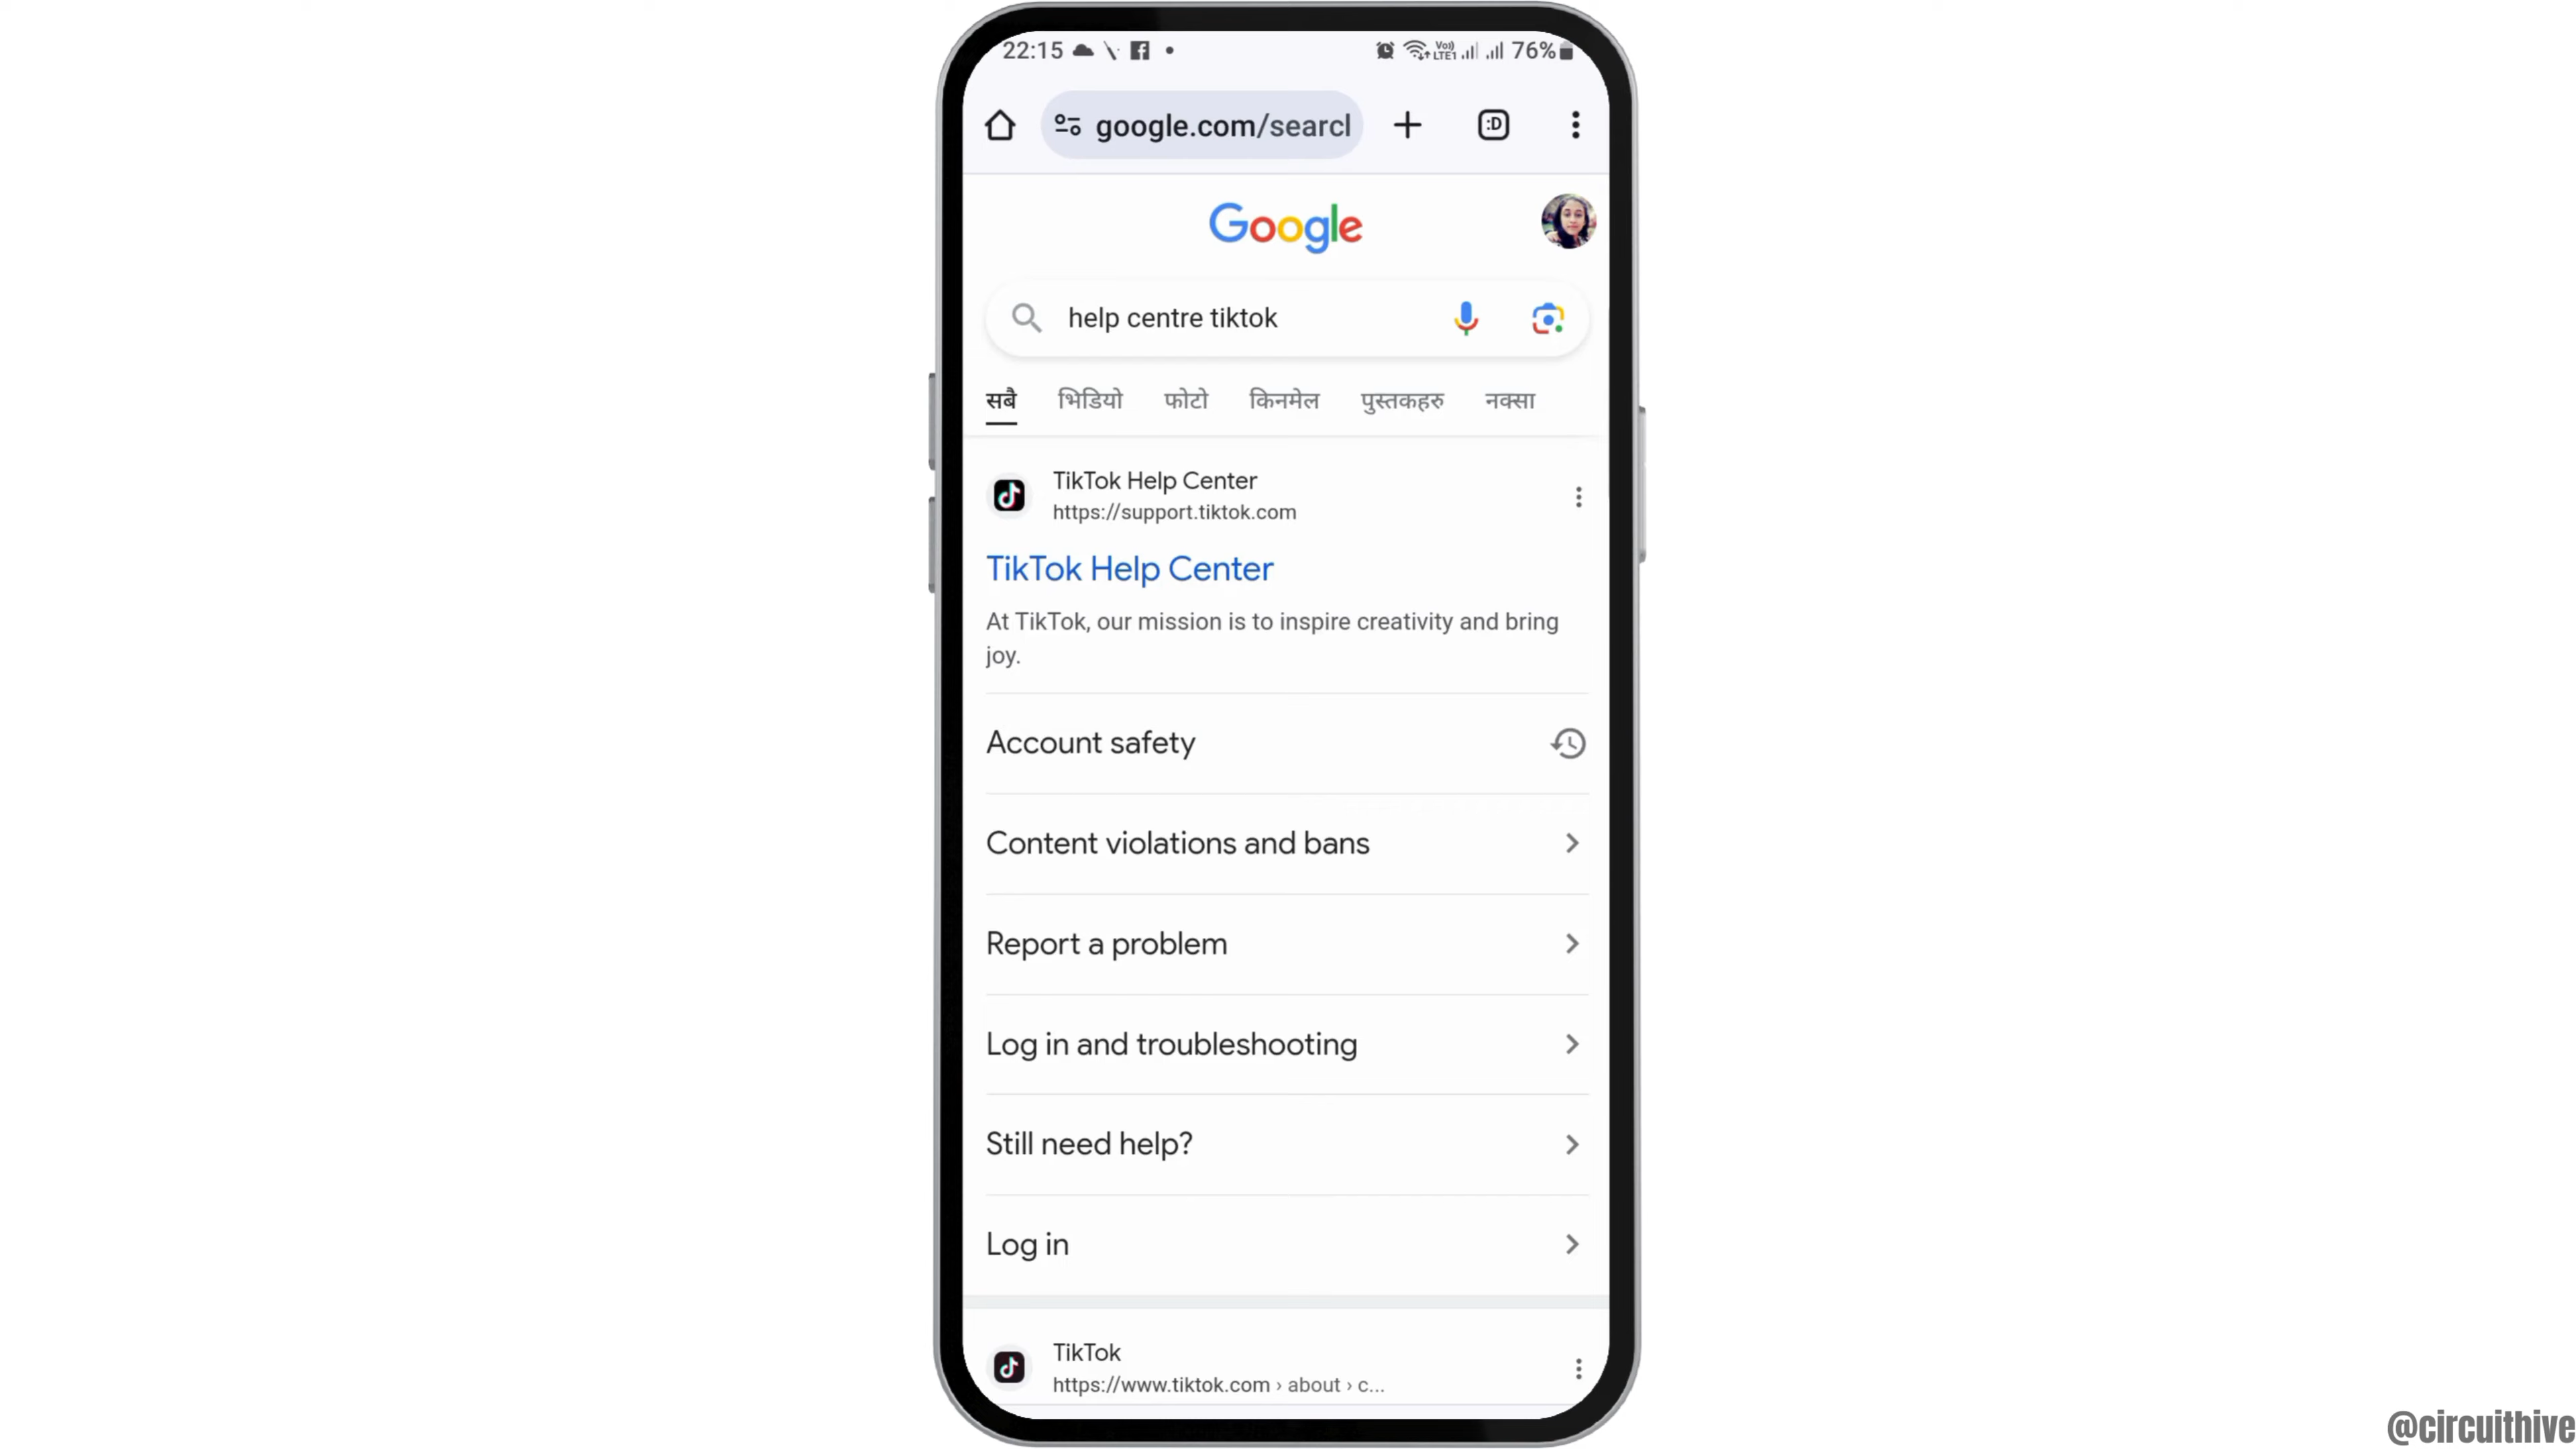 22:15
Vo)) LTE1 76%
google.com/searcl
:D
Google
help centre tiktok
सबै भिडियो फोटो किनमेल पुस्तकहरु नक्सा
TikTok Help Center
https://support.tiktok.com
TikTok Help Center
At TikTok, our mission is to inspire creativity and bring
joy.
Account safety
Content violations and bans
Report a problem
Log in and troubleshooting
Still need help?
Log in
TikTok
https://www.tiktok.com › about › c...
@circuithive